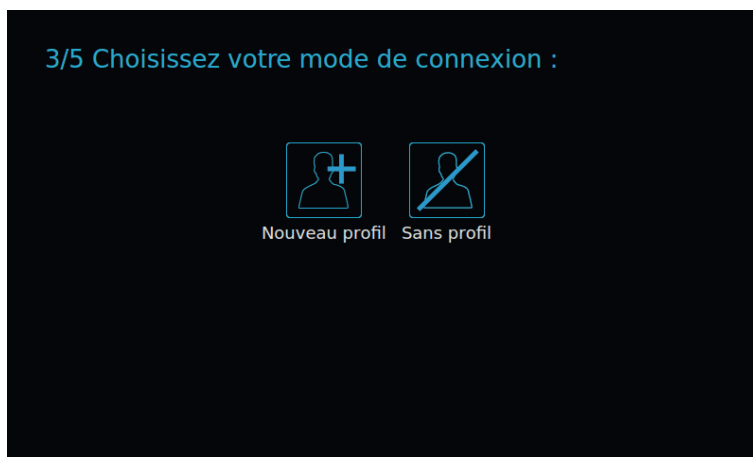 3/5 Choisissez votre mode de connexion :
Nouveau profil Sans profil